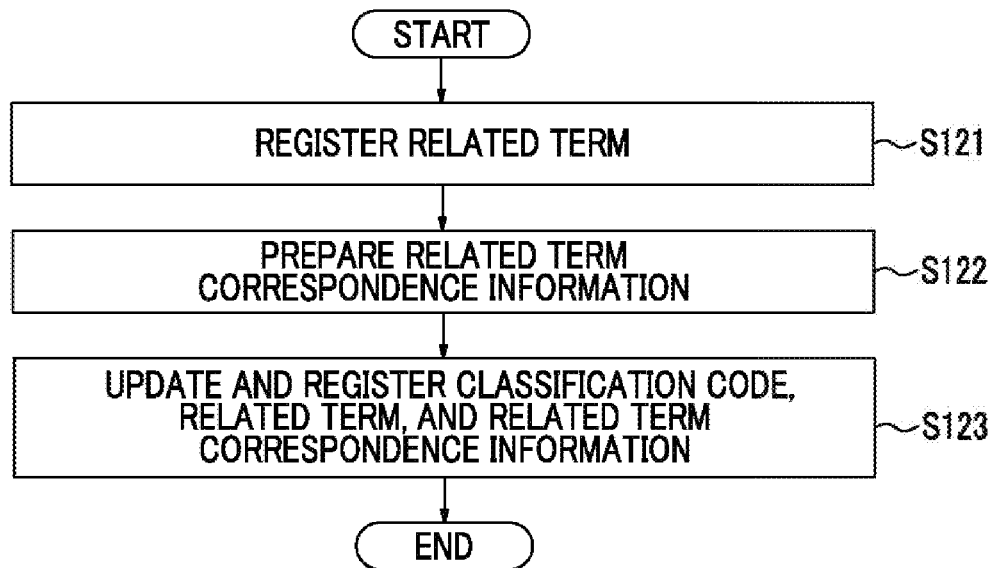 START
REGISTER RELATED TERM
S121
PREPARE RELATED TERM
CORRESPONDENCE INFORMATION
S122
UPDATE AND REGISTER CLASSIFICATION CODE,
RELATED TERM, AND RELATED TERM
CORRESPONDENCE INFORMATION
S123
END